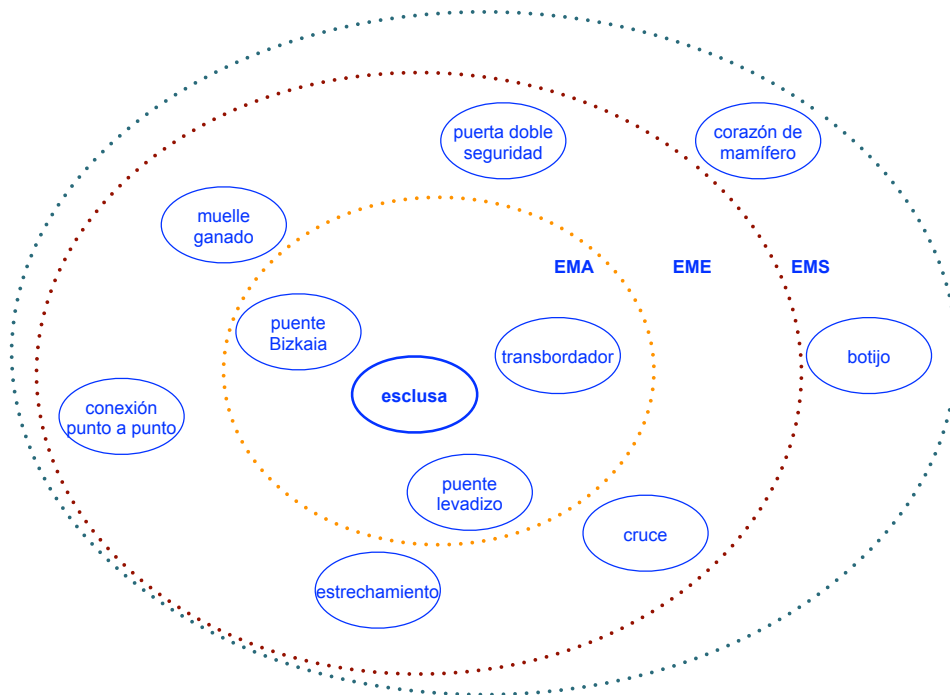 puerta doble
seguridad
corazón de
mamífero
muelle
ganado
EMA
EME
EMS
puente
Bizkaia
transbordador
botijo
esclusa
conexión
punto a punto
puente
levadizo
cruce
estrechamiento